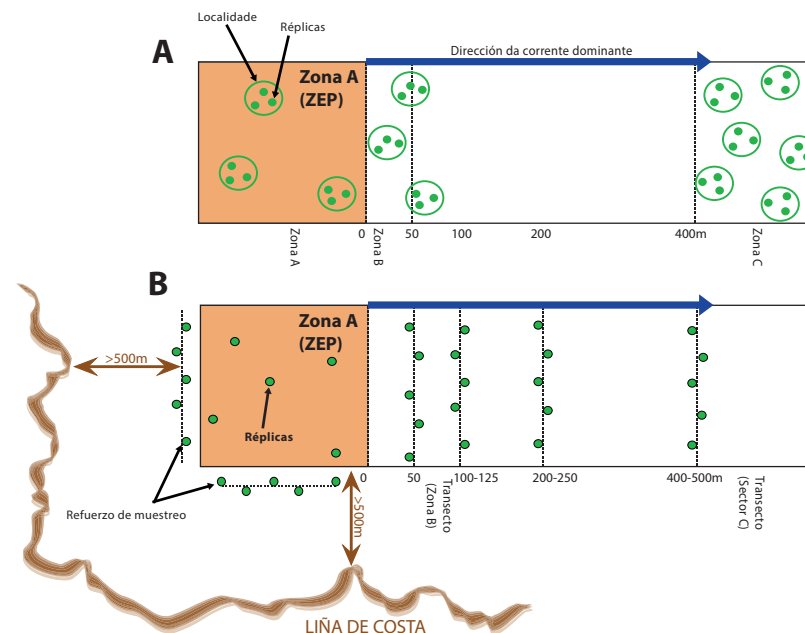 Localidade
Réplicas
A
Dirección da corrente dominante
Zona A
(ZEP)
0
50
100
200
400m
Zona A
Zona B
Zona C
B
Zona A
(ZEP)
>500m
Réplicas
0
50
100-125
200-250
400-500m
Transecto
(Zona B)
Transecto
(Sector C)
Refuerzo de muestreo
>500m
LIÑA DE COSTA